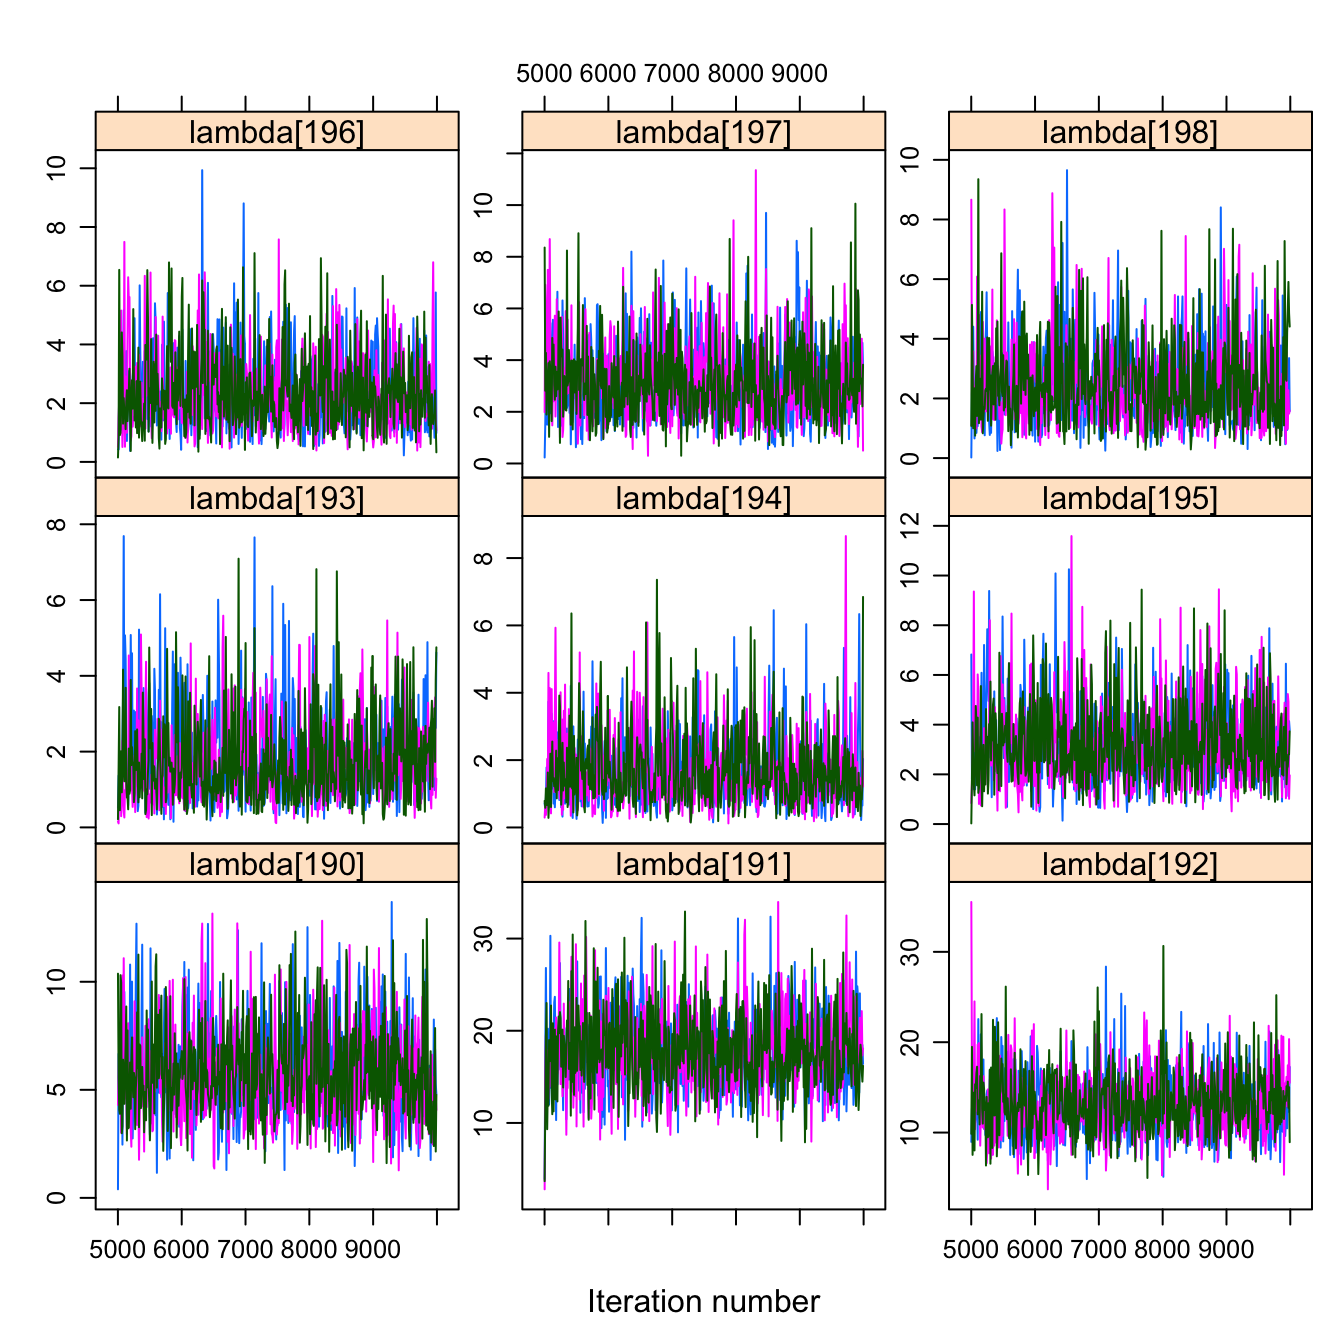 5000 6000 7000 8000 9000
lambda[196] lambda[197] lambda[198]
10 8 6 4 2 0
10 8 6 4 2 0
10 8 6 4 2 0
lambda[193] lambda[194] lambda[195]
8 6 4 2 0
8 6 4 2 0
12 10 8 6 4 2 0
lambda[190] lambda[191] lambda[192]
10 5 0
30 20 10
30 20 10
5000 6000 7000 8000 9000 5000 6000 7000 8000 9000
Iteration number